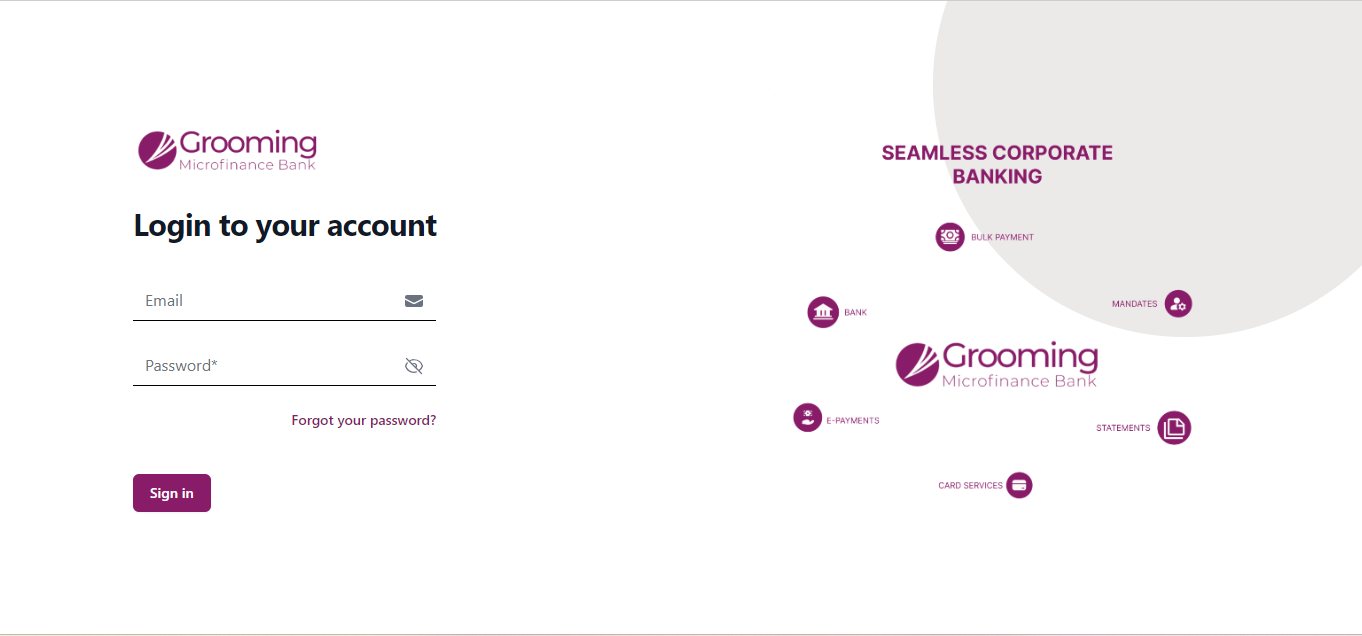 Grooming
Microfinance Bank
Login to your account
Email
Password*
Forgot your password?
Sign in
SEAMLESS CORPORATE
BANKING
BULK PAYMENT
MANDATES
BANK
Grooming
Microfinance Bank
E-PAYMENTS
STATEMENTS
CARD SERVICES